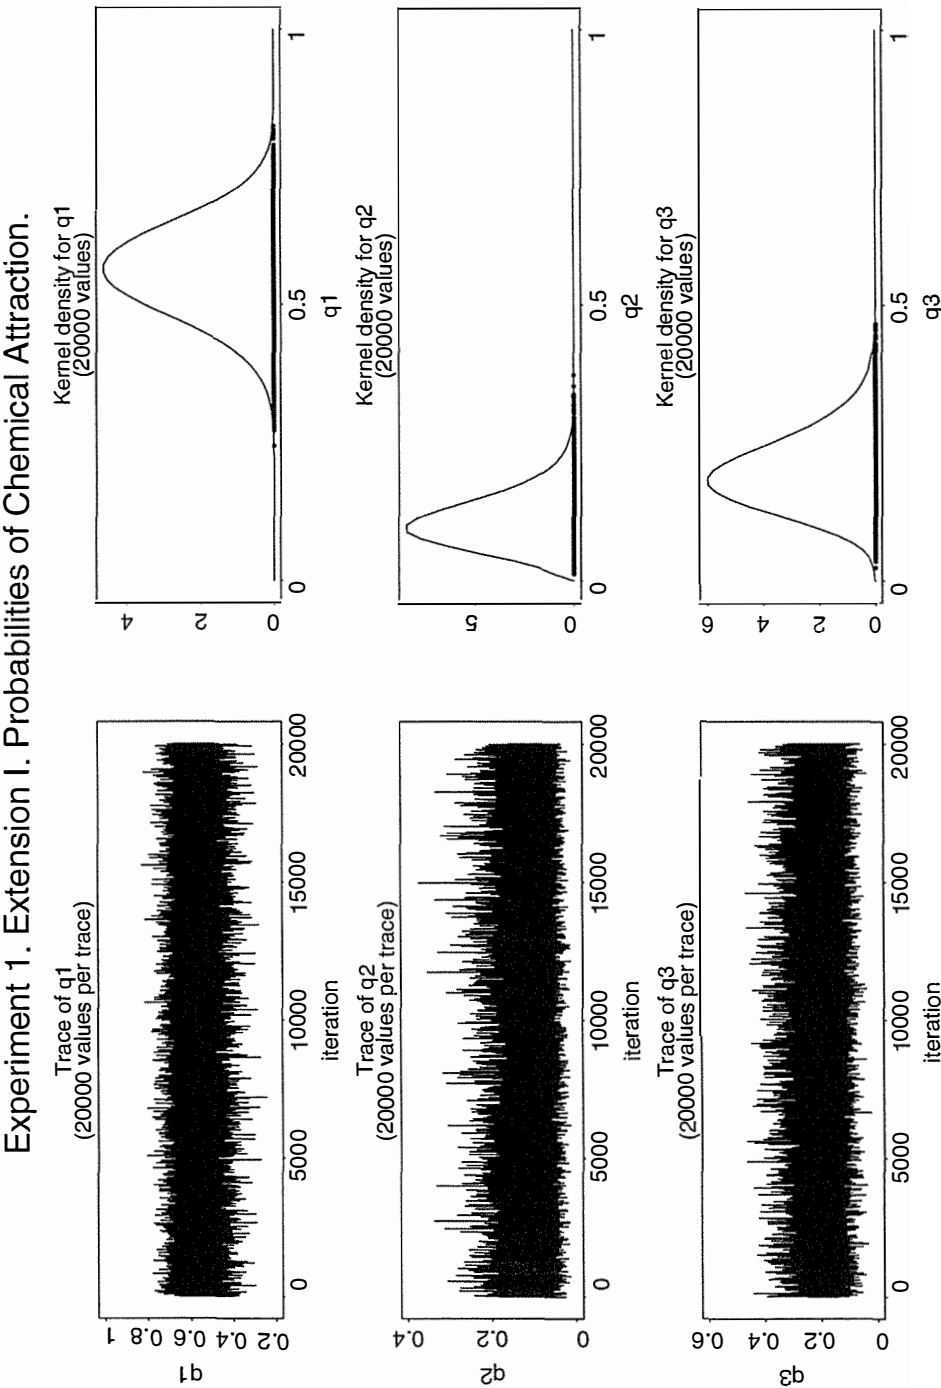 Experiment 1. Extension I. Probabilities of Chemical Attraction.
Trace of q1
(20000 values per trace)
q1
1
0.8
0.6
0.4
0.2
0
5000
10000
15000
20000
iteration
Kernel density for q1
(20000 values)
4
2
0
0
0.5
1
q1
Trace of q2
(20000 values per trace)
q2
0.4
0.2
0
0
5000
10000
15000
20000
iteration
Kernel density for q2
(20000 values)
5
0
0
0.5
1
q2
Trace of q3
(20000 values per trace)
q3
0.6
0.4
0.2
0
0
5000
10000
15000
20000
iteration
Kernel density for q3
(20000 values)
6
4
2
0
0
0.5
1
q3